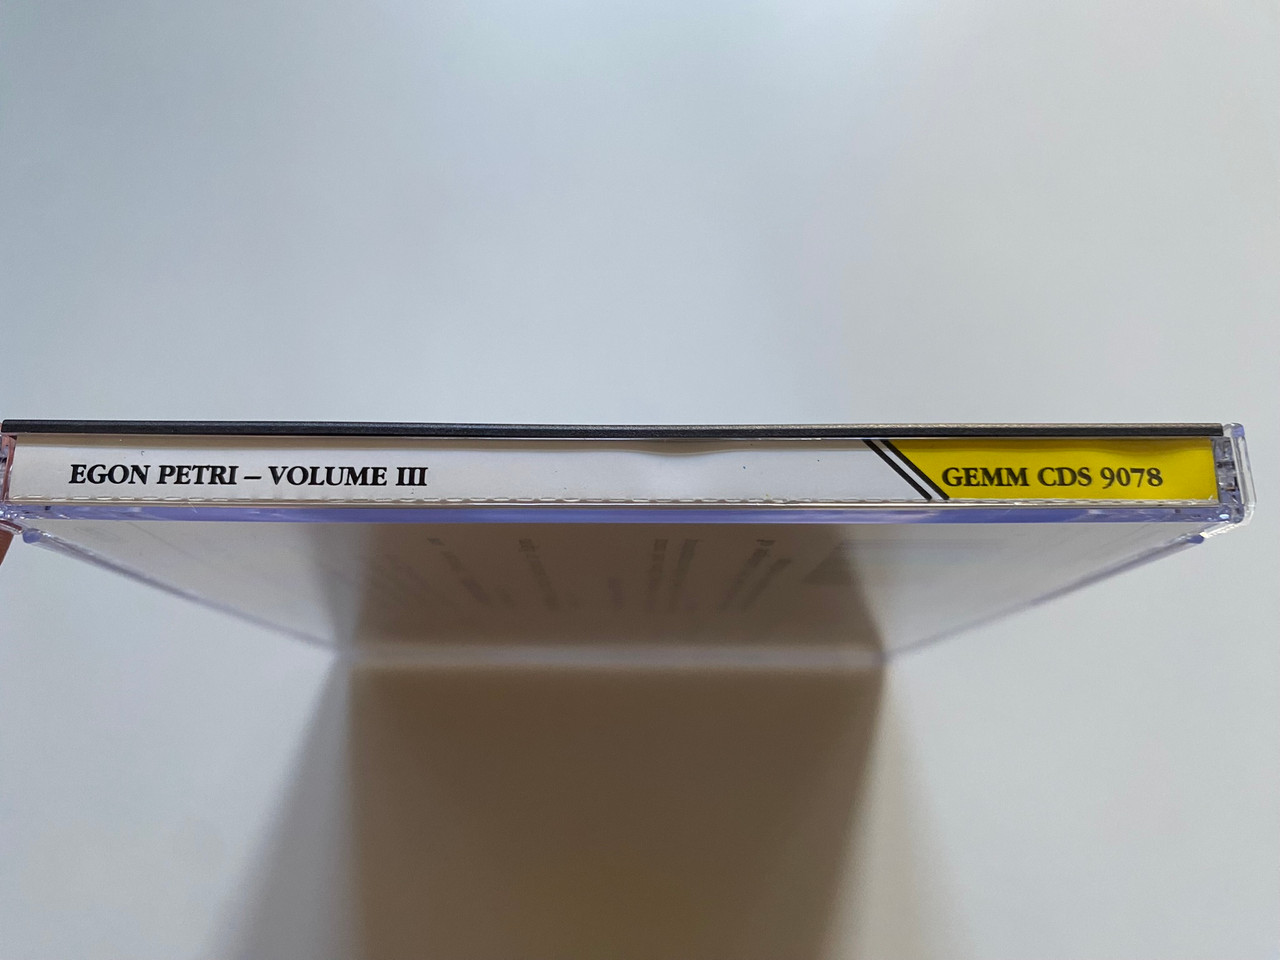 EGON PETRI – VOLUME III
GEMM CDS 9078